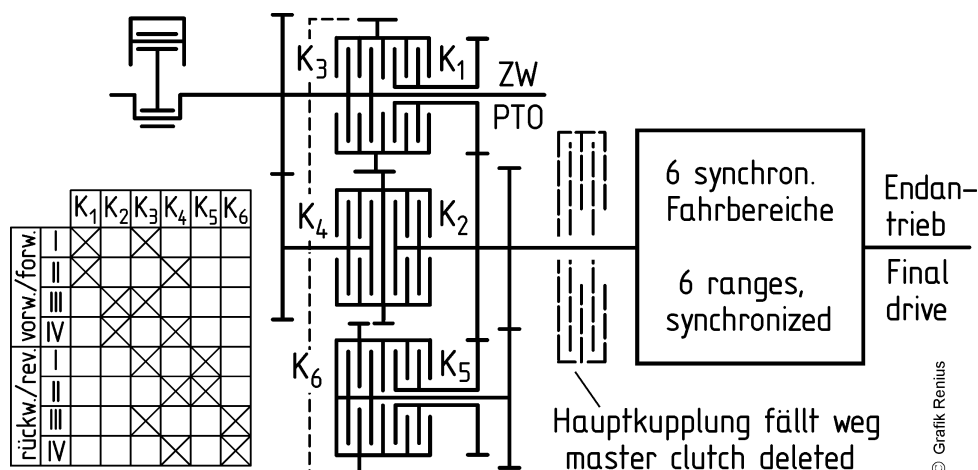 K3
K1
ZW
PTO
K4
K2
K6
K5
6 synchron.
Fahrbereiche
6 ranges,
synchronized
Endan-
trieb
Final
drive
Hauptkupplung fällt weg
master clutch deleted
K1 K2 K3 K4 K5 K6
vorw./forw.
I
II
III
IV
rückw./rev.
I
II
III
IV
© Grafik Renius